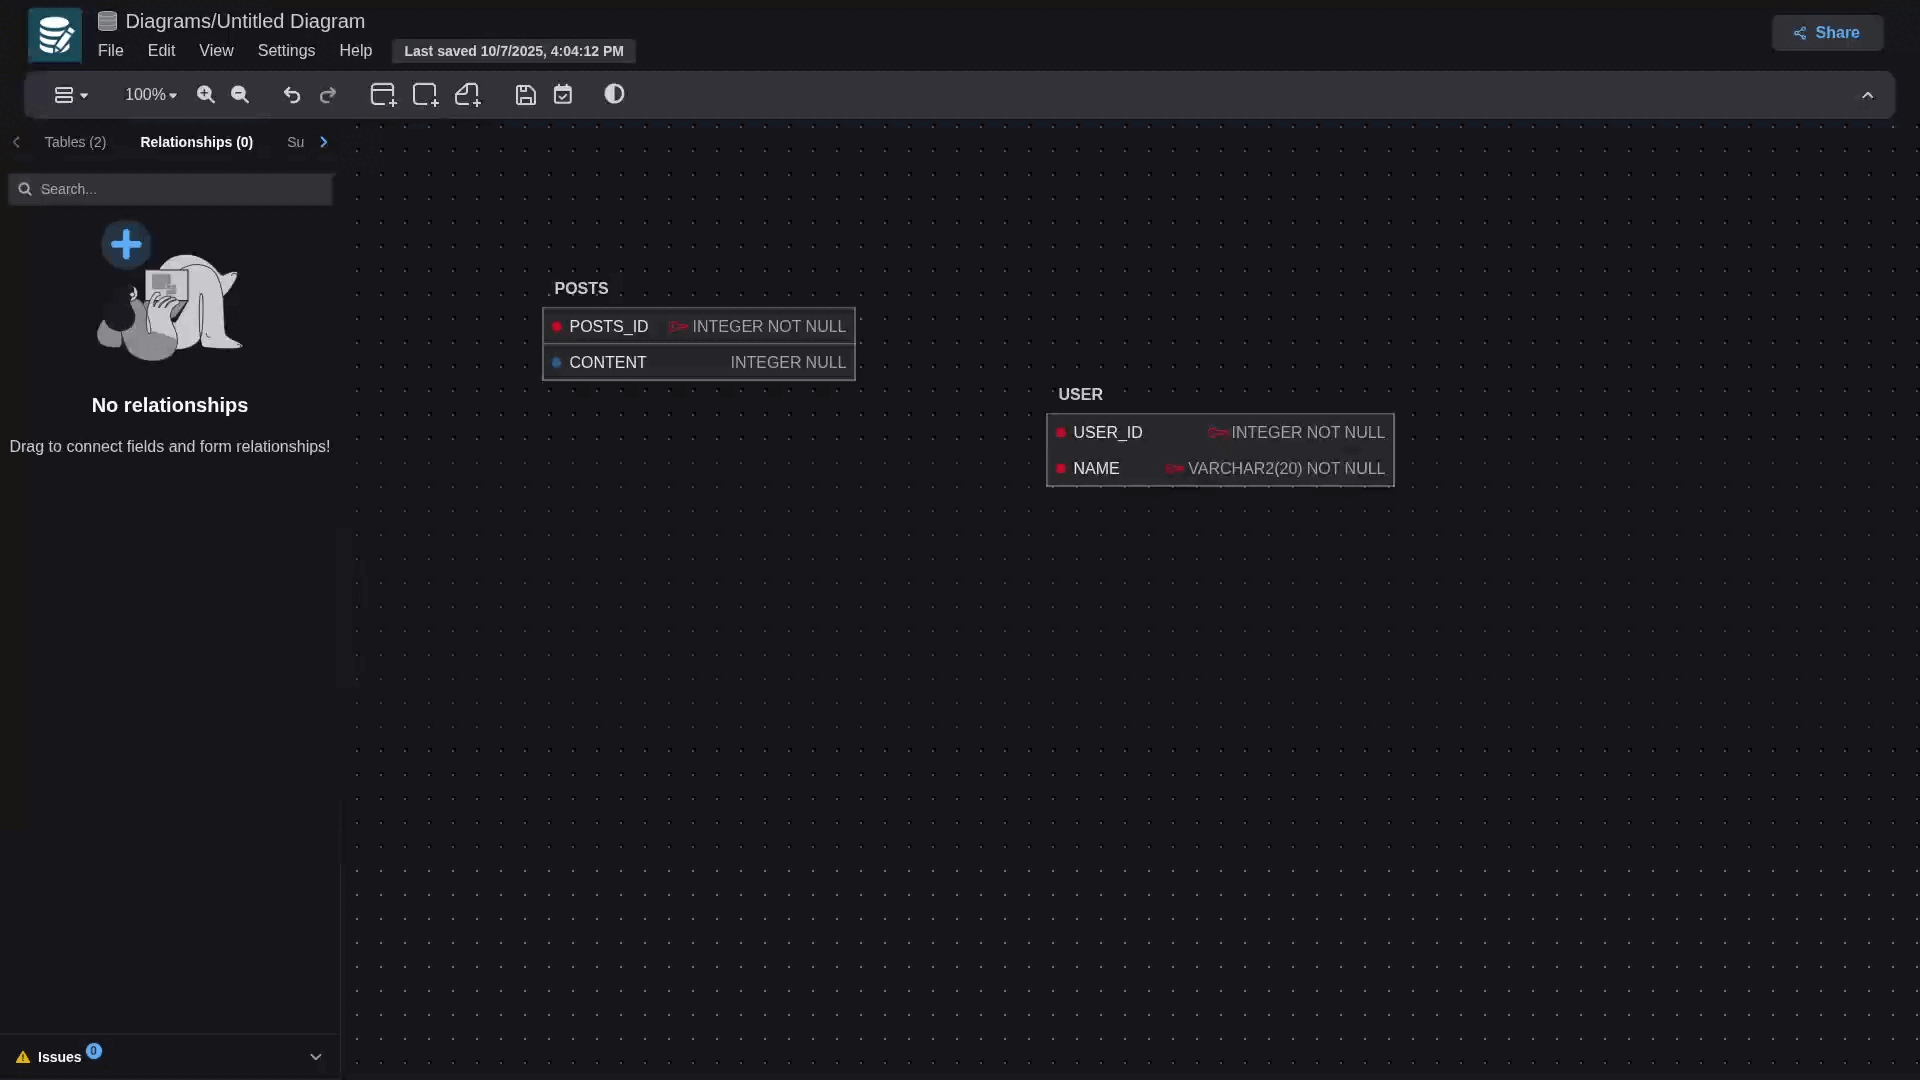 Diagrams/Untitled Diagram
File Edit View Settings Help Last saved 10/7/2025, 4:04:12 PM
Share
100%
Tables (2) Relationships (0) Su
Search...
No relationships
Drag to connect fields and form relationships!
POSTS
POSTS_ID INTEGER NOT NULL
CONTENT INTEGER NULL
USER
USER_ID INTEGER NOT NULL
NAME VARCHAR2(20) NOT NULL
Issues 0